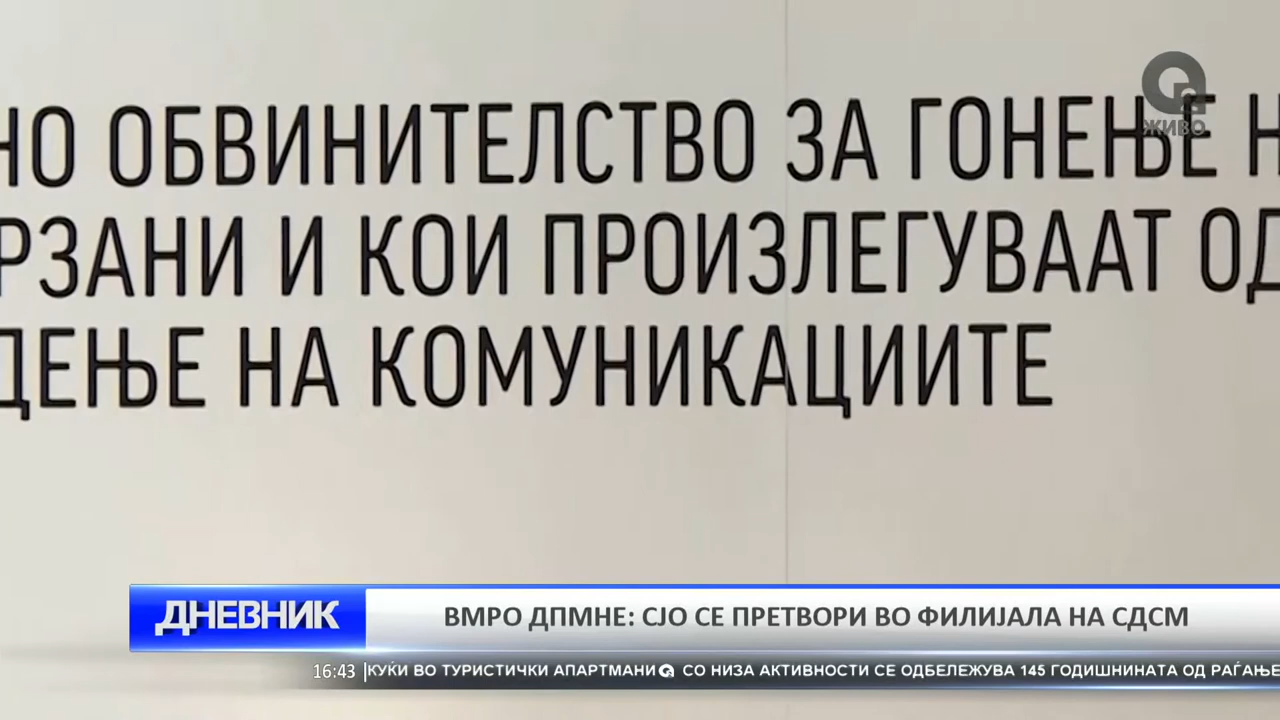 ЖИВО
НО ОБВИНИТЕЛСТВО ЗА ГОНЕЊЕ Н
РЗАНИ И КОИ ПРОИЗЛЕГУВААТ ОД
ДЕЊЕ НА КОМУНИКАЦИИТЕ
ДНЕВНИК
ВМРО ДПМНЕ: СЈО СЕ ПРЕТВОРИ ВО ФИЛИЈАЛА НА СДСМ
16:43 КУЌИ ВО ТУРИСТИЧКИ АПАРТМАНИ СО НИЗА АКТИВНОСТИ СЕ ОДБЕЛЕЖУВА 145 ГОДИШНИНАТА ОД РАЃАЊЕ